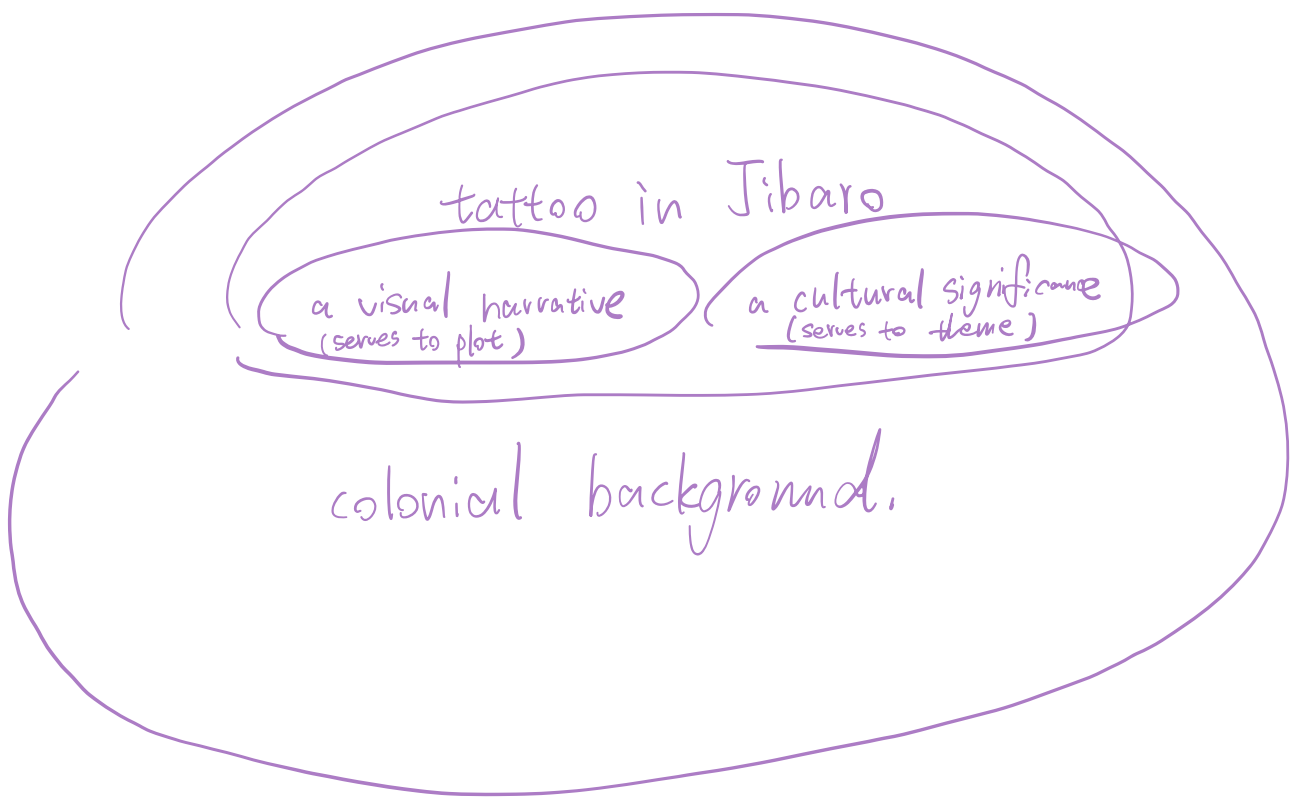 tattoo in Jibaro
a visual narrative
(serves to plot)
a cultural significance
(serves to theme)
colonial background.